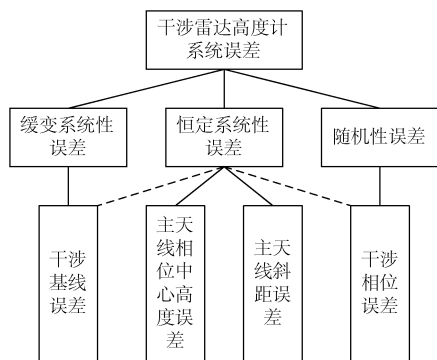 干涉雷达高度计
系统误差
缓变系统性
误差
恒定系统性
误差
随机性误差
干涉
基线
误差
主天
线相
位中
心高
度误
差
主天
线斜
距误
差
干涉
相位
误差